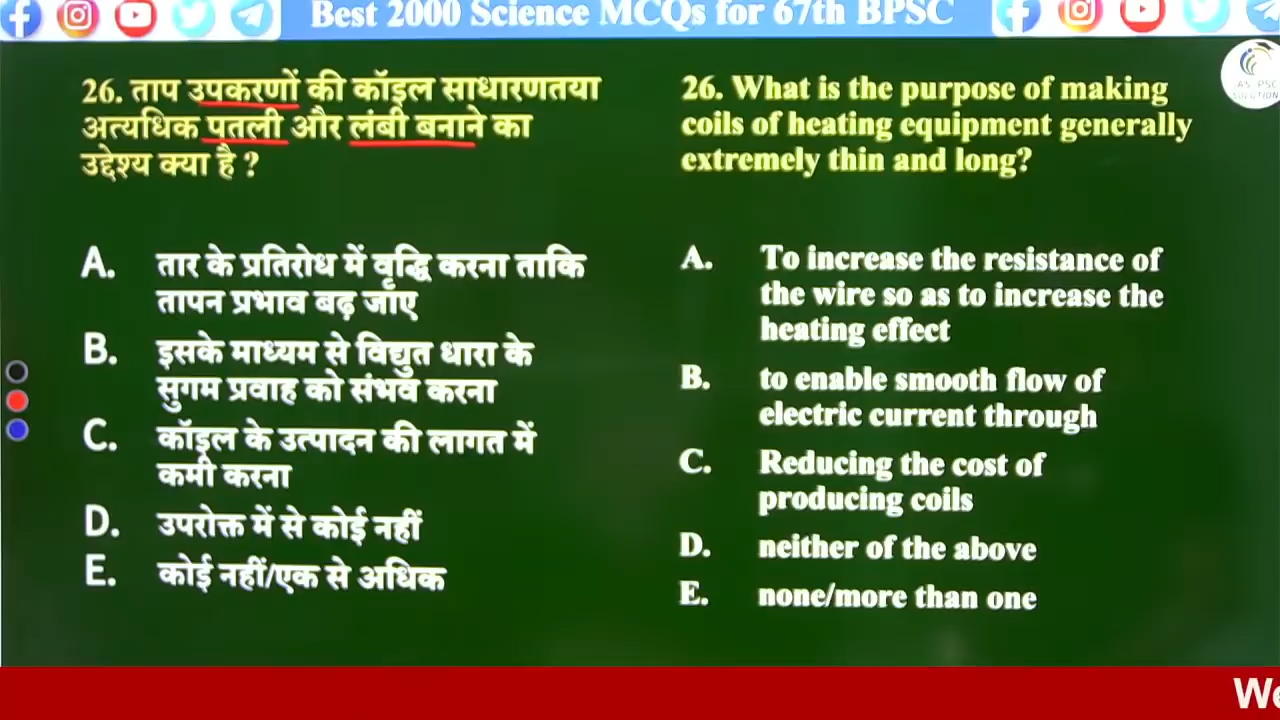 Best 2000 Science MCQs for 67th BPSC
26. ताप उपकरणों की कॉइल साधारणतया
अत्यधिक पतली और लंबी बनाने का
उद्देश्य क्या है ?
A. तार के प्रतिरोध में वृद्धि करना ताकि
तापन प्रभाव बढ़ जाए
B. इसके माध्यम से विद्युत धारा के
सुगम प्रवाह को संभव करना
C. कॉइल के उत्पादन की लागत में
कमी करना
D. उपरोक्त में से कोई नहीं
E. कोई नहीं/एक से अधिक
26. What is the purpose of making
coils of heating equipment generally
extremely thin and long?
A. To increase the resistance of
the wire so as to increase the
heating effect
B. to enable smooth flow of
electric current through
C. Reducing the cost of
producing coils
D. neither of the above
E. none/more than one
We